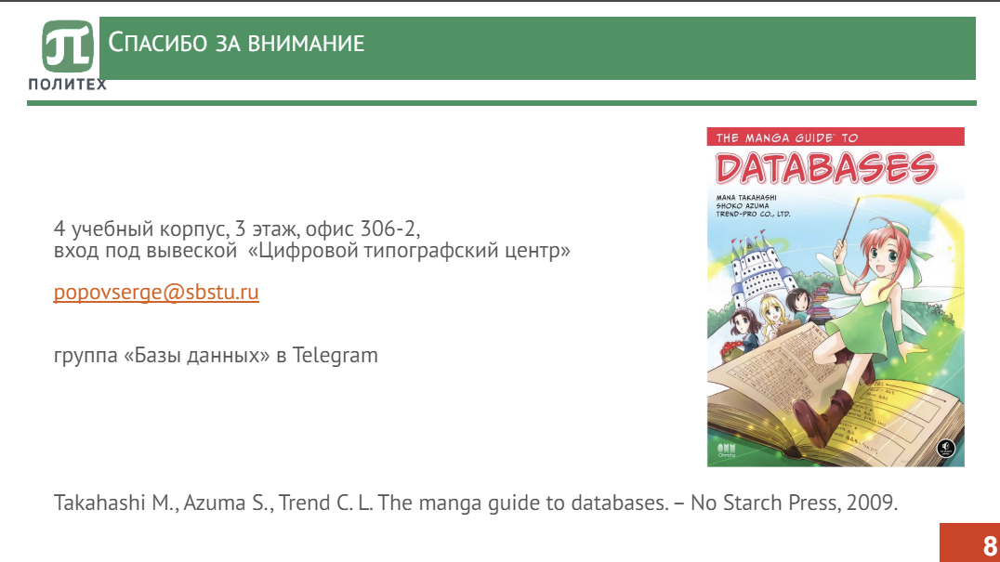 ПОЛИТЕХ
Спасибо за внимание
THE MANGA GUIDE™ TO
DATABASES
MANA TAKAHASHI
SHOKO AZUMA
TREND-PRO CO., LTD.
4 учебный корпус, 3 этаж, офис 306-2,
вход под вывеской «Цифровой типографский центр»
popovserge@sbstu.ru
группа «Базы данных» в Telegram
Ohmsha
Takahashi M., Azuma S., Trend C. L. The manga guide to databases. – No Starch Press, 2009.
8